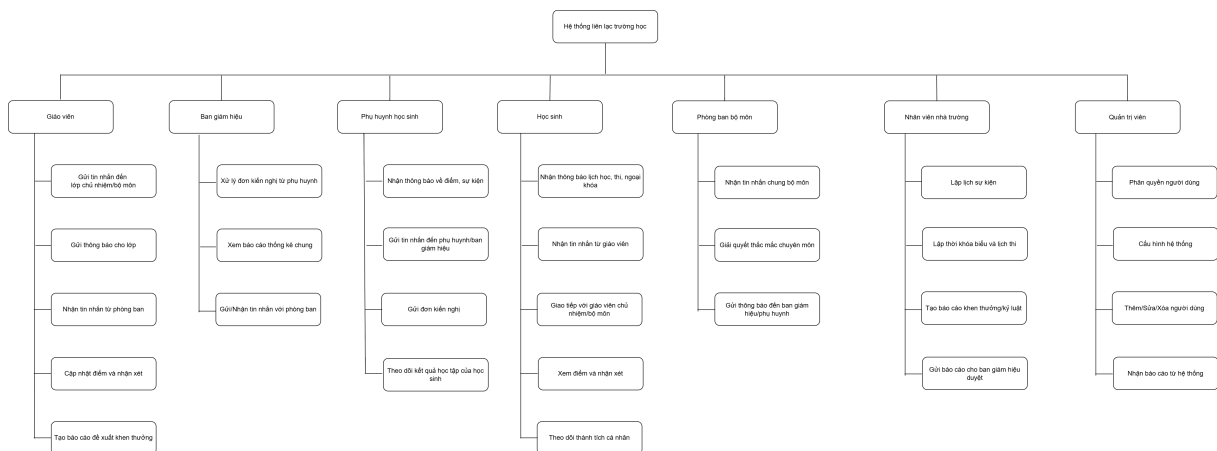 Hệ thống liên lạc trường học
Giáo viên
Ban giám hiệu
Phụ huynh học sinh
Học sinh
Phòng ban bộ môn
Nhân viên nhà trường
Quản trị viên
Gửi tin nhắn đến
lớp chủ nhiệm/bộ môn
Gửi thông báo cho lớp
Nhận tin nhắn từ phòng ban
Cập nhật điểm và nhận xét
Tạo báo cáo đề xuất khen thưởng
Xử lý đơn kiến nghị từ phụ huynh
Xem báo cáo thống kê chung
Gửi/Nhận tin nhắn với phòng ban
Nhận thông báo về điểm, sự kiện
Gửi tin nhắn đến phụ huynh/ban
giám hiệu
Gửi đơn kiến nghị
Theo dõi kết quả học tập của học
sinh
Nhận thông báo lịch học, thi, ngoại
khóa
Nhận tin nhắn từ giáo viên
Giao tiếp với giáo viên chủ
nhiệm/bộ môn
Xem điểm và nhận xét
Theo dõi thành tích cá nhân
Nhận tin nhắn chung bộ môn
Giải quyết thắc mắc chuyên môn
Gửi thông báo đến ban giám
hiệu/phụ huynh
Lập lịch sự kiện
Lập thời khóa biểu và lịch thi
Tạo báo cáo khen thưởng/kỷ luật
Gửi báo cáo cho ban giám hiệu
duyệt
Phân quyền người dùng
Cấu hình hệ thống
Thêm/Sửa/Xóa người dùng
Nhận báo cáo từ hệ thống